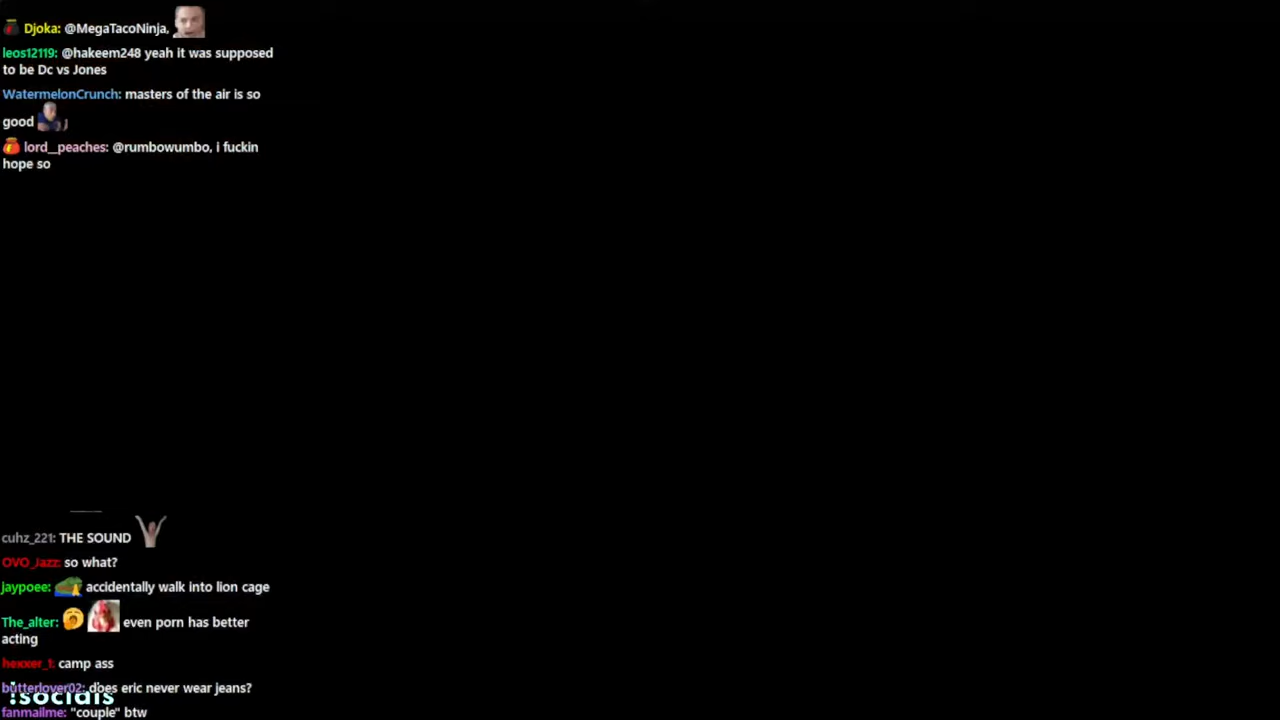 Djoka: @MegaTacoNinja,
leos12119: @hakeem248 yeah it was supposed
to be Dc vs Jones
WatermelonCrunch: masters of the air is so
good
lord__peaches: @rumbowumbo, i fuckin
hope so
cuhz_221: THE SOUND
OVO_Jazz: so what?
Jaypoee: accidentally walk into lion cage
The_alter: even porn has better
acting
hexxer_t: camp ass
butterlover02: does eric never wear jeans?
!socials
fanmailme: "couple" btw